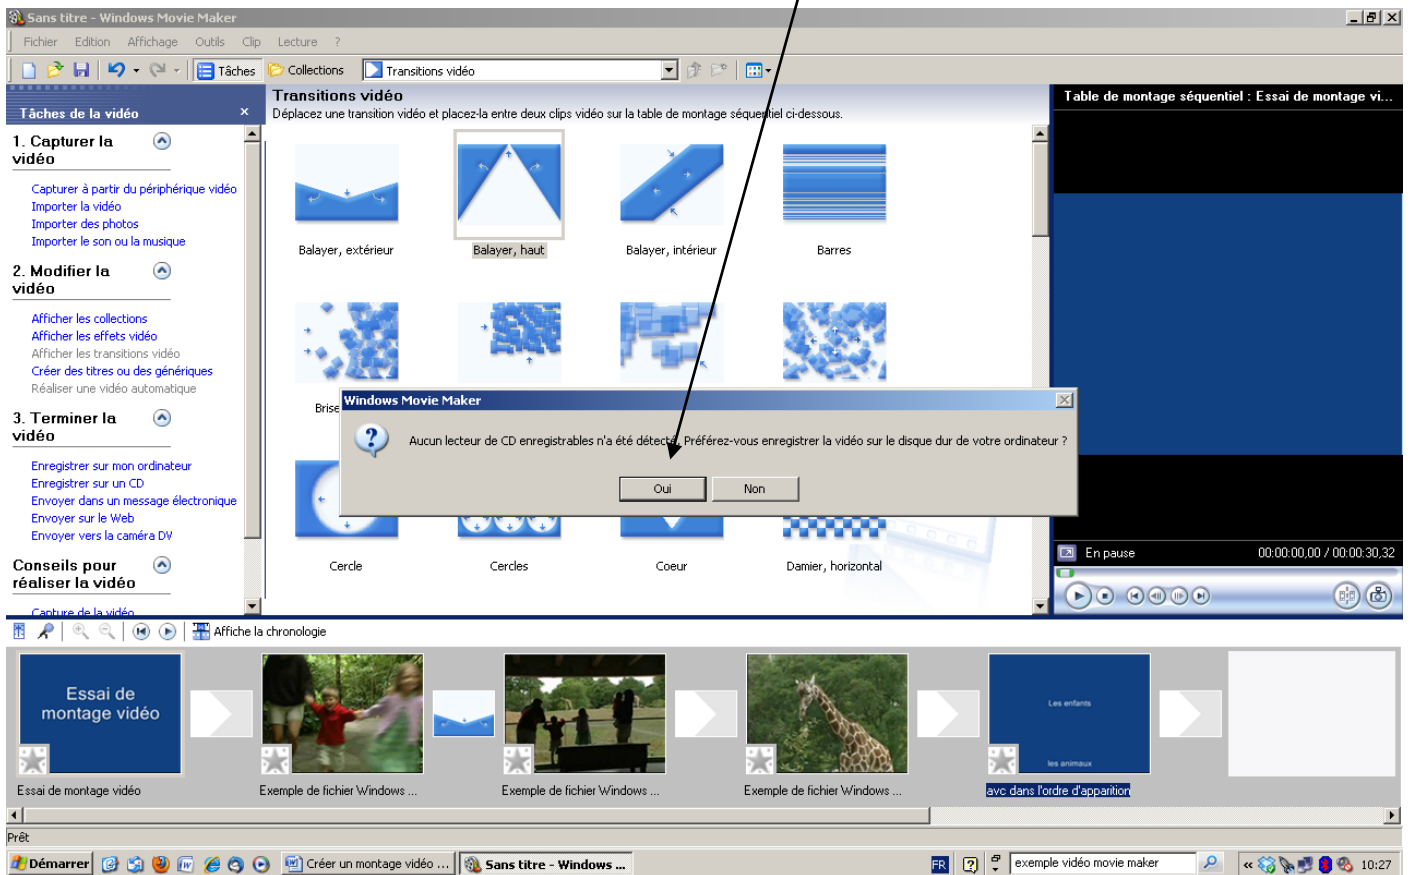 Sans titre - Windows Movie Maker
Fichier Edition Affichage Outils Clip Lecture ?
Tâches Collections Transitions vidéo
Tâches de la vidéo
1. Capturer la
vidéo
Capturer à partir du périphérique vidéo
Importer la vidéo
Importer des photos
Importer le son ou la musique
2. Modifier la
vidéo
Afficher les collections
Afficher les effets vidéo
Afficher les transitions vidéo
Créer des titres ou des génériques
Réaliser une vidéo automatique
3. Terminer la
vidéo
Enregistrer sur mon ordinateur
Enregistrer sur un CD
Envoyer dans un message électronique
Envoyer sur le Web
Envoyer vers la caméra DV
Conseils pour
réaliser la vidéo
Capture de la vidéo
Transitions vidéo
Déplacez une transition vidéo et placez-la entre deux clips vidéo sur la table de montage séquentiel ci-dessous.
Balayer, extérieur Balayer, haut Balayer, intérieur Barres
Brise
Windows Movie Maker
Aucun lecteur de CD enregistrables n'a été détecté. Préférez-vous enregistrer la vidéo sur le disque dur de votre ordinateur ?
Oui Non
Cercle Cercles Coeur Damier, horizontal
Table de montage séquentiel : Essai de montage vi...
En pause 00:00:00,00 / 00:00:30,32
Affiche la chronologie
Essai de
montage vidéo
Les enfants
les animaux
Essai de montage vidéo Exemple de fichier Windows ... Exemple de fichier Windows ... Exemple de fichier Windows ... avc dans l'ordre d'apparition
Prêt
Démarrer Créer un montage vidéo ... Sans titre - Windows ... FR exemple vidéo movie maker « 10:27